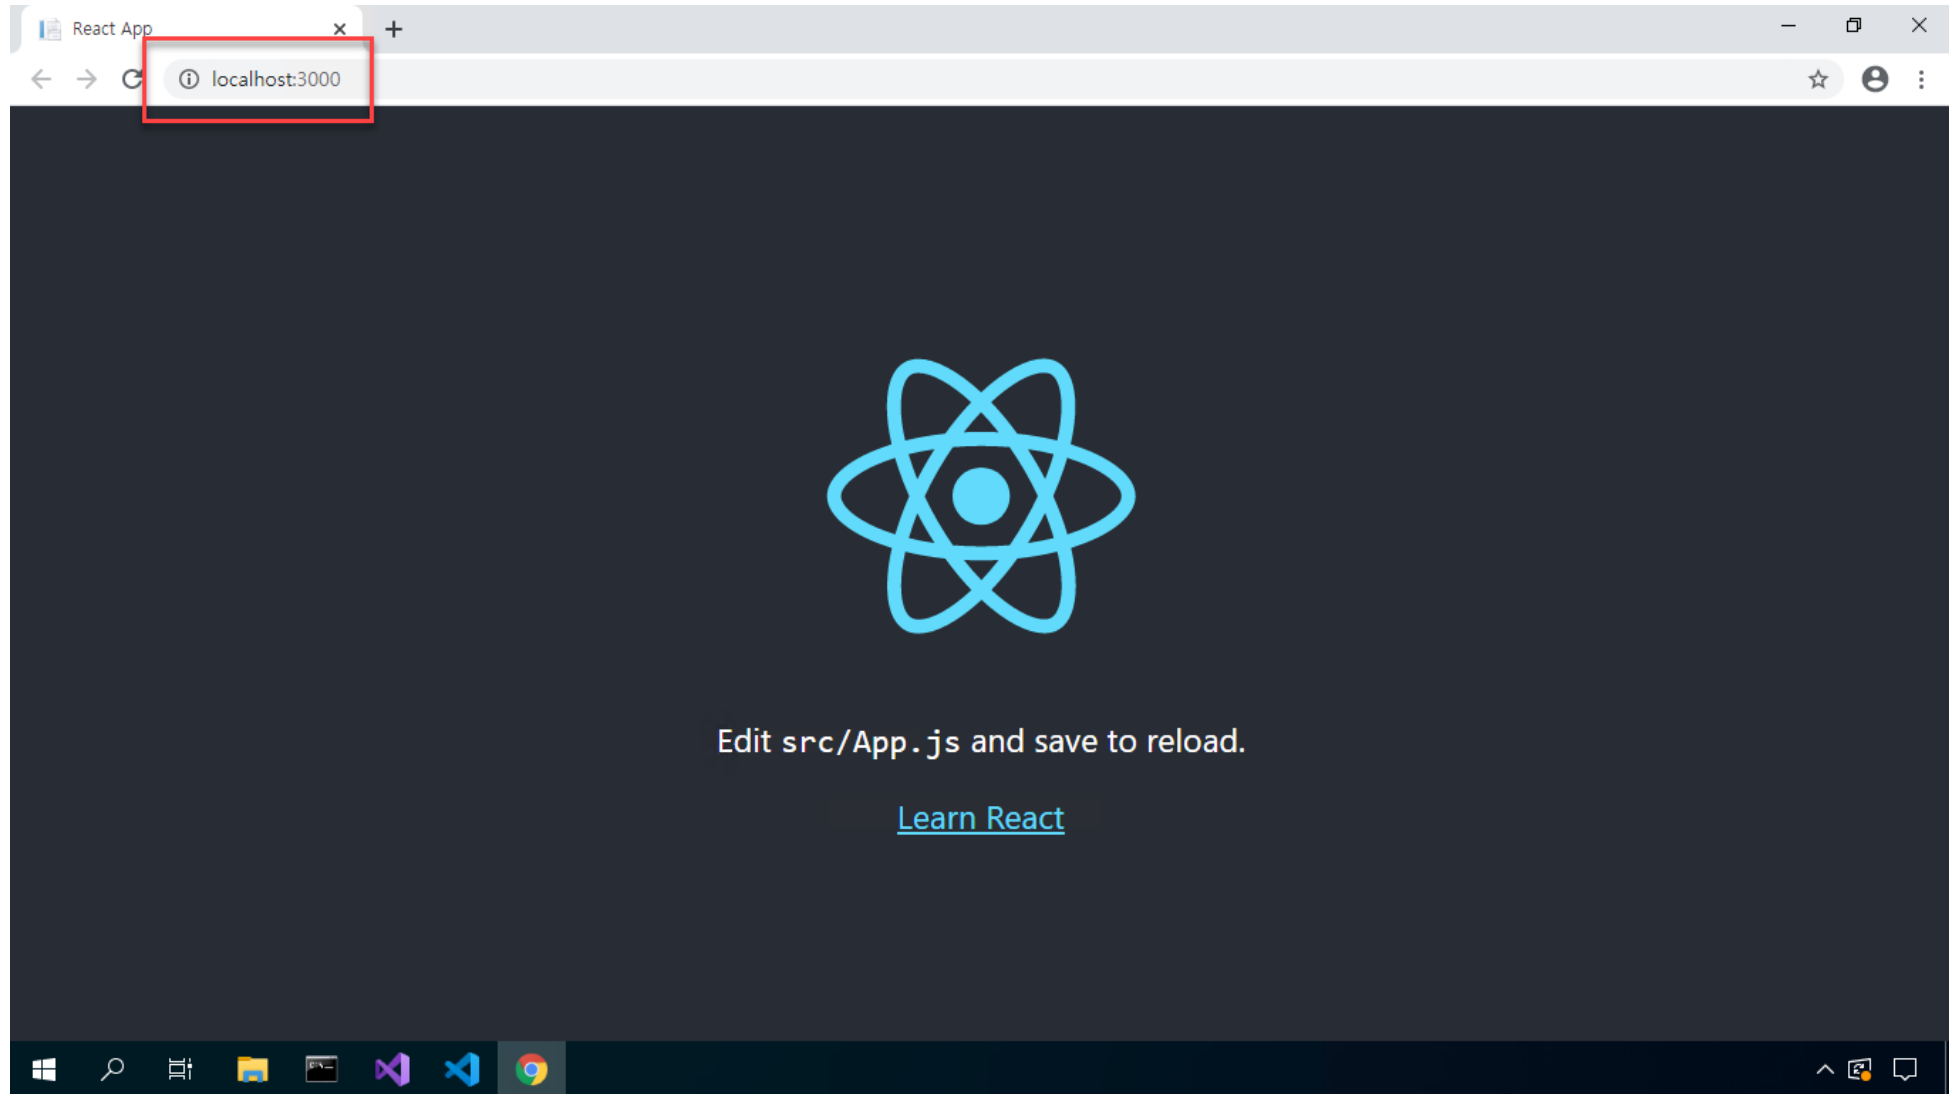 React App
localhost:3000
Edit src/App.js and save to reload.
Learn React